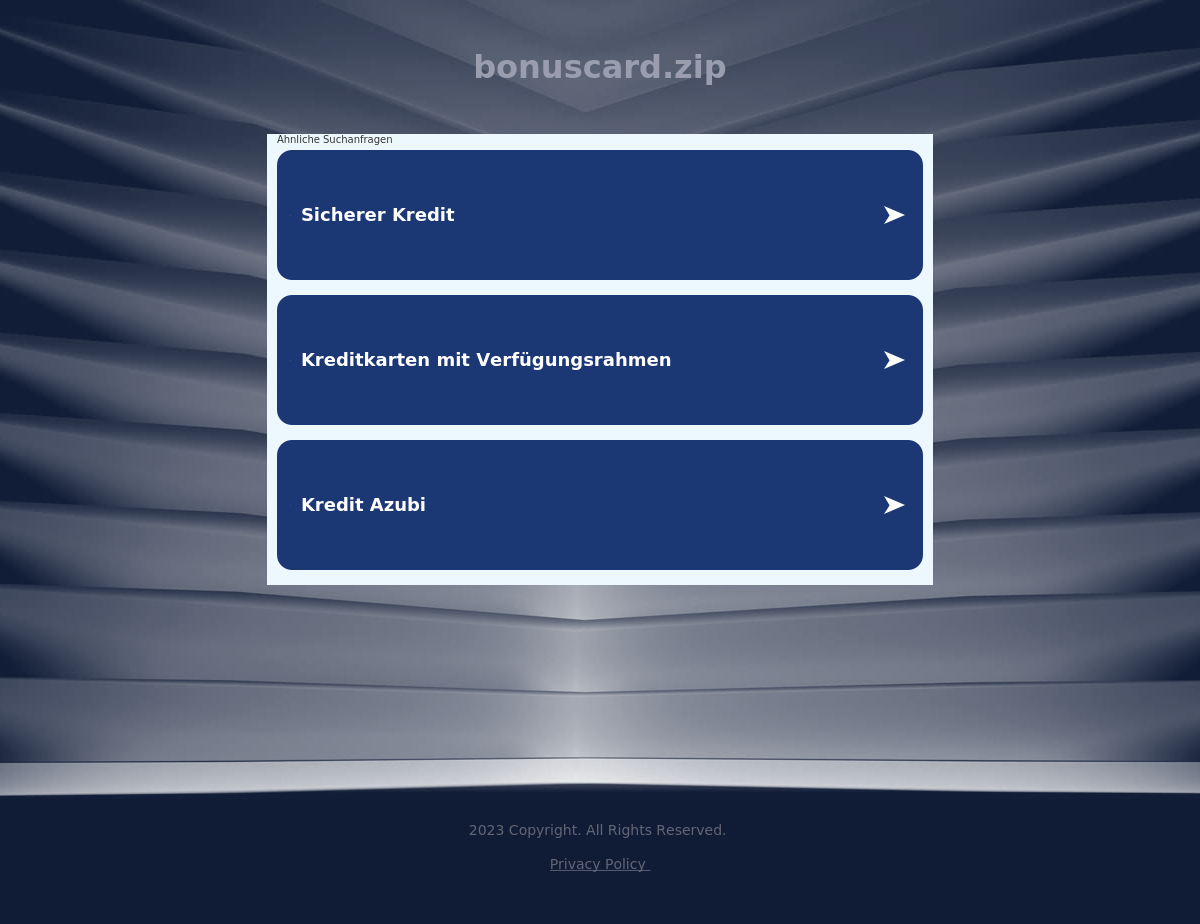 bonuscard.zip
Ähnliche Suchanfragen
Sicherer Kredit
Kreditkarten mit Verfügungsrahmen
Kredit Azubi
2023 Copyright. All Rights Reserved.
Privacy Policy